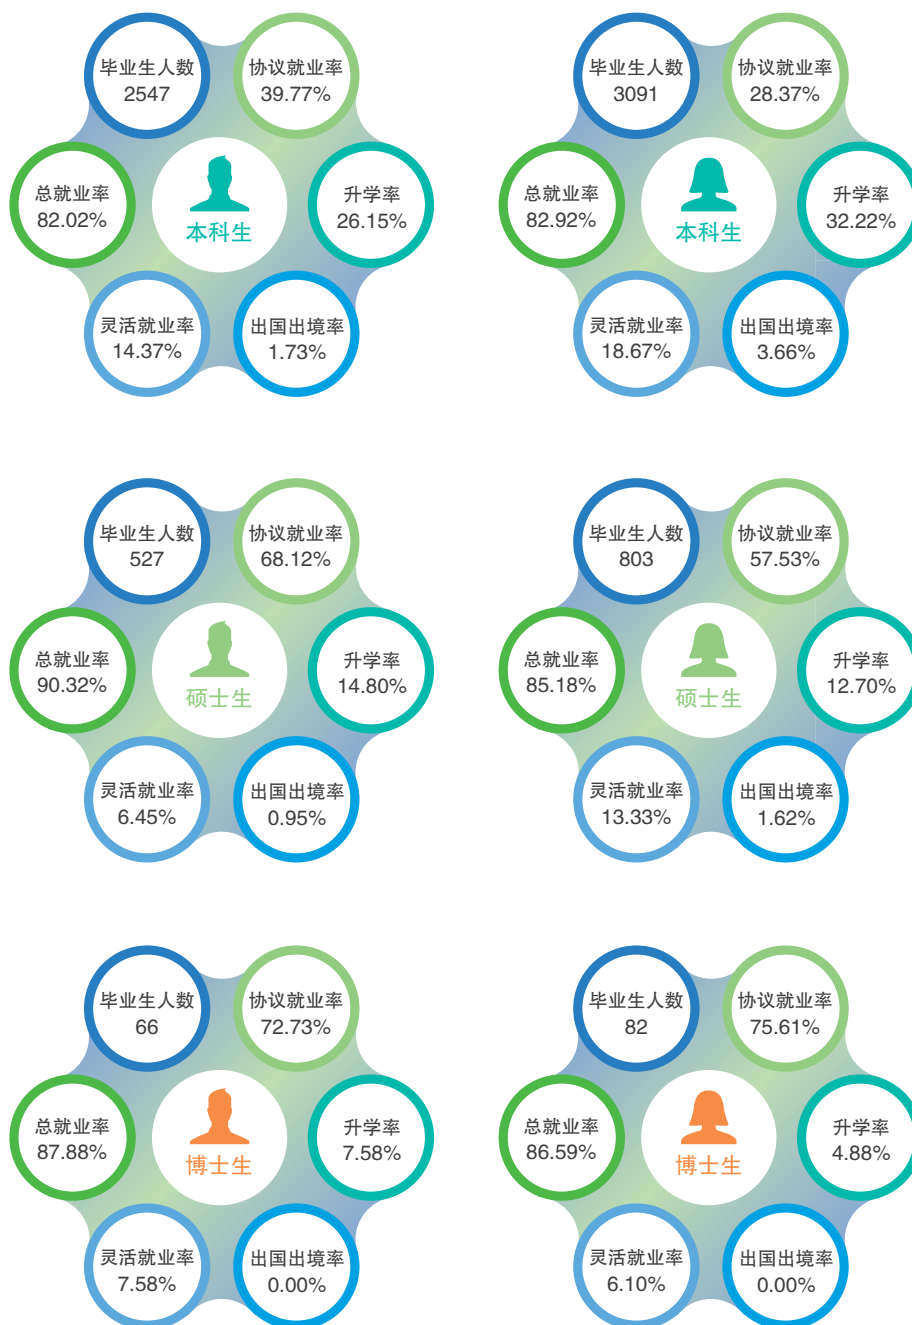 毕业生人数
2547
协议就业率
39.77%
总就业率
82.02%
本科生
升学率
26.15%
灵活就业率
14.37%
出国出境率
1.73%
毕业生人数
3091
协议就业率
28.37%
总就业率
82.92%
本科生
升学率
32.22%
灵活就业率
18.67%
出国出境率
3.66%
毕业生人数
527
协议就业率
68.12%
总就业率
90.32%
硕士生
升学率
14.80%
灵活就业率
6.45%
出国出境率
0.95%
毕业生人数
803
协议就业率
57.53%
总就业率
85.18%
硕士生
升学率
12.70%
灵活就业率
13.33%
出国出境率
1.62%
毕业生人数
66
协议就业率
72.73%
总就业率
87.88%
博士生
升学率
7.58%
灵活就业率
7.58%
出国出境率
0.00%
毕业生人数
82
协议就业率
75.61%
总就业率
86.59%
博士生
升学率
4.88%
灵活就业率
6.10%
出国出境率
0.00%